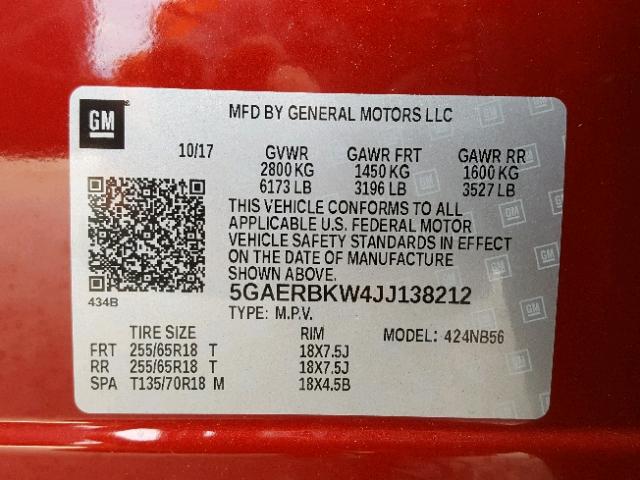 GM
MFD BY GENERAL MOTORS LLC
10/17 GVWR GAWR FRT GAWR RR
2800 KG 1450 KG 1600 KG
6173 LB 3196 LB 3527 LB
THIS VEHICLE CONFORMS TO ALL
APPLICABLE U.S. FEDERAL MOTOR
VEHICLE SAFETY STANDARDS IN EFFECT
ON THE DATE OF MANUFACTURE
SHOWN ABOVE.
434B
5GAERBKW4JJ138212
TYPE: M.P.V.
TIRE SIZE RIM MODEL: 424NB56
FRT 255/65R18 T 18X7.5J
RR 255/65R18 T 18X7.5J
SPA T135/70R18 M 18X4.5B